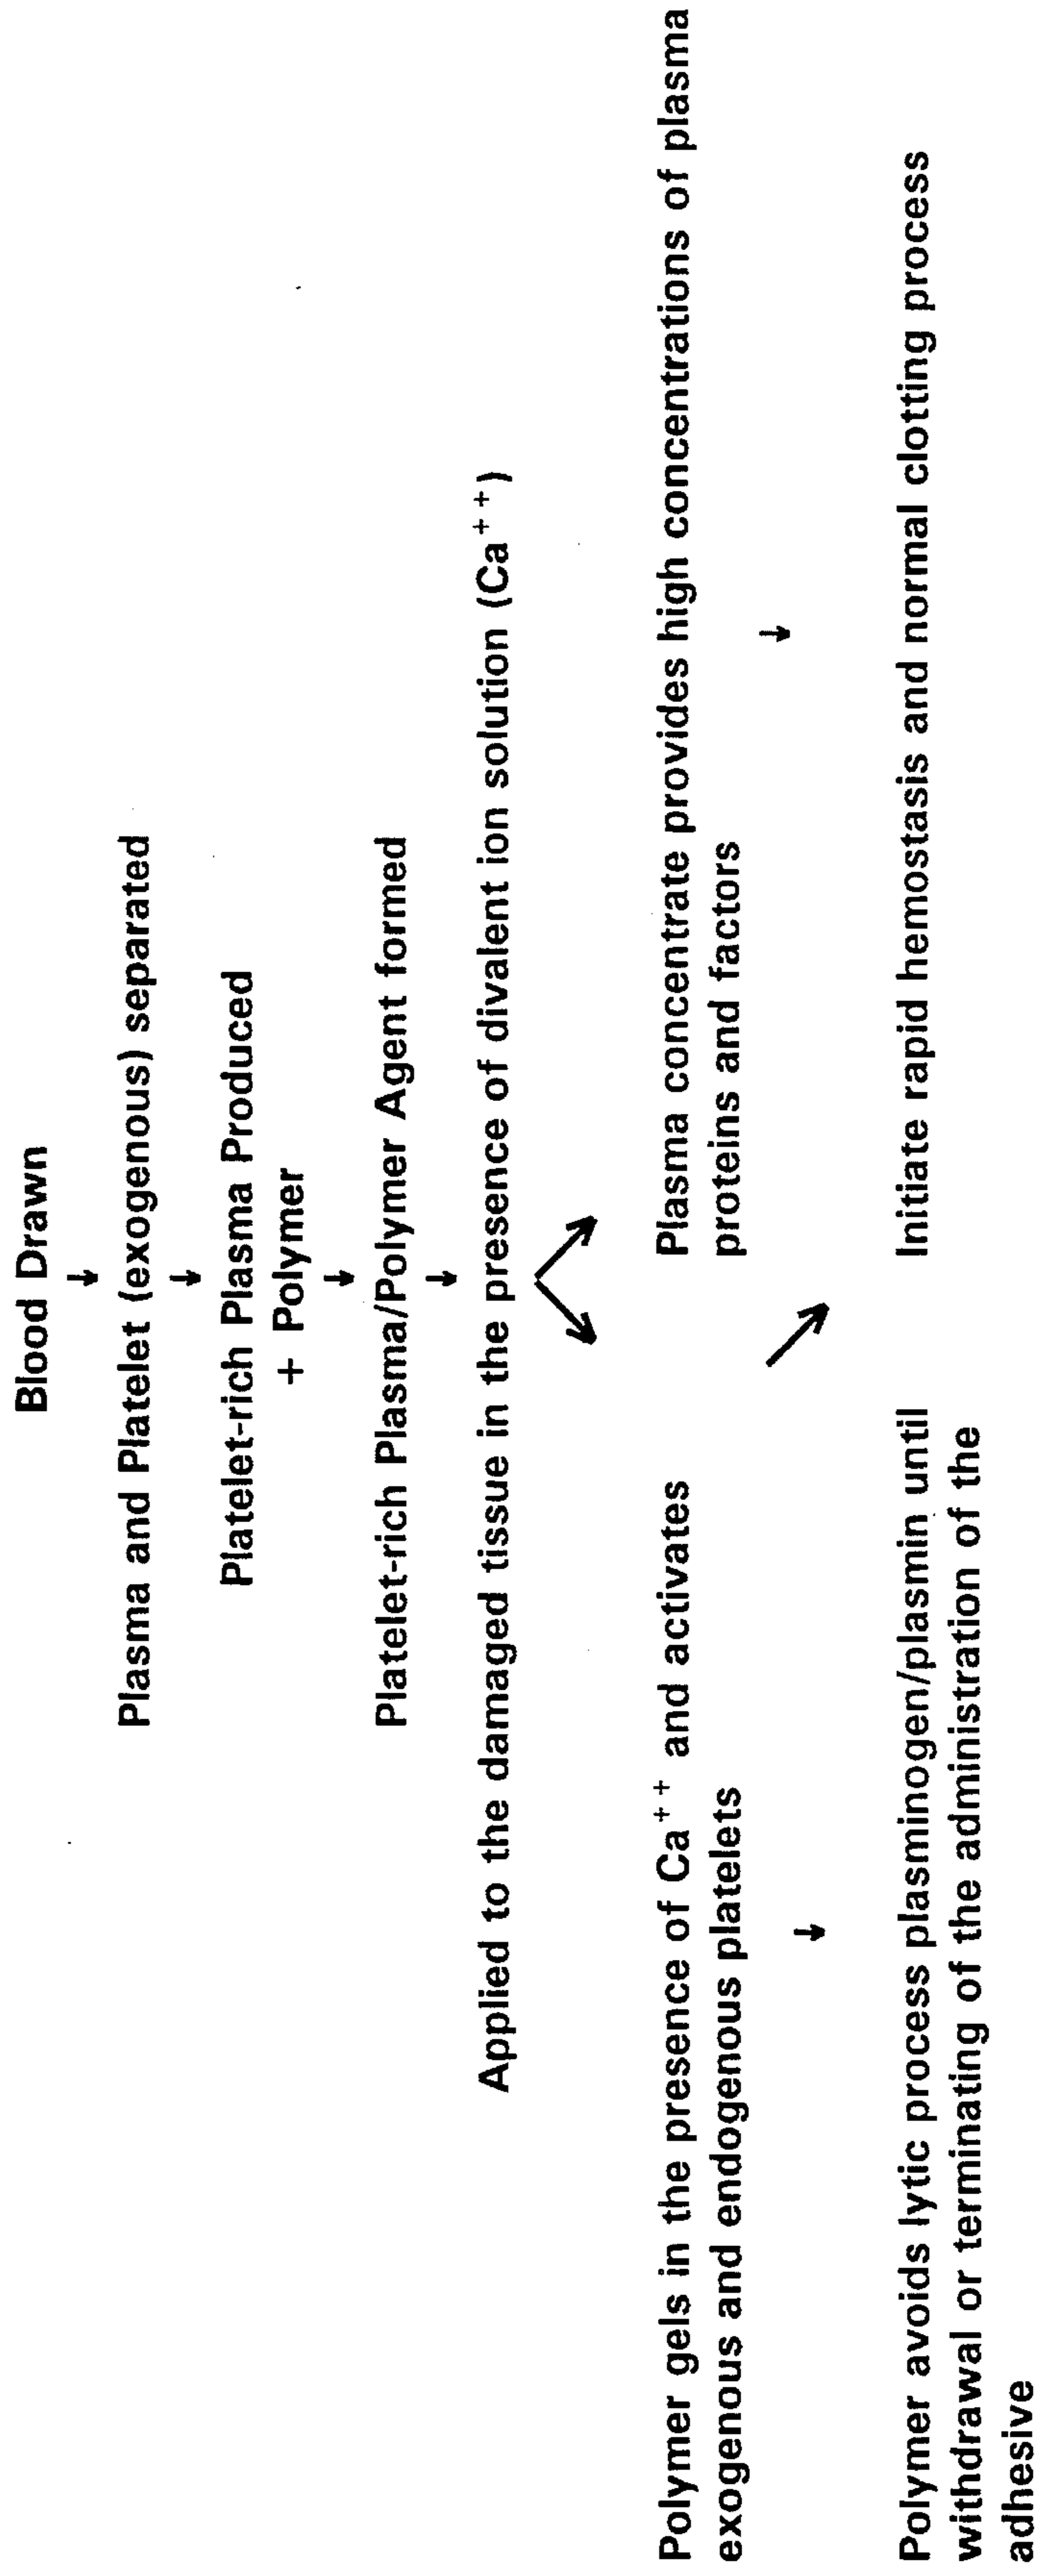 Blood Drawn
↓
Plasma and Platelet (exogenous) separated
↓
Platelet-rich Plasma Produced
+ Polymer
↓
Platelet-rich Plasma/Polymer Agent formed
↓
Applied to the damaged tissue in the presence of divalent ion solution (Ca⁺⁺)
Polymer gels in the presence of Ca⁺⁺ and activates
exogenous and endogenous platelets
↓
Polymer avoids lytic process plasminogen/plasmin until
withdrawal or terminating of the administration of the
adhesive
Plasma concentrate provides high concentrations of plasma
proteins and factors
↓
Initiate rapid hemostasis and normal clotting process